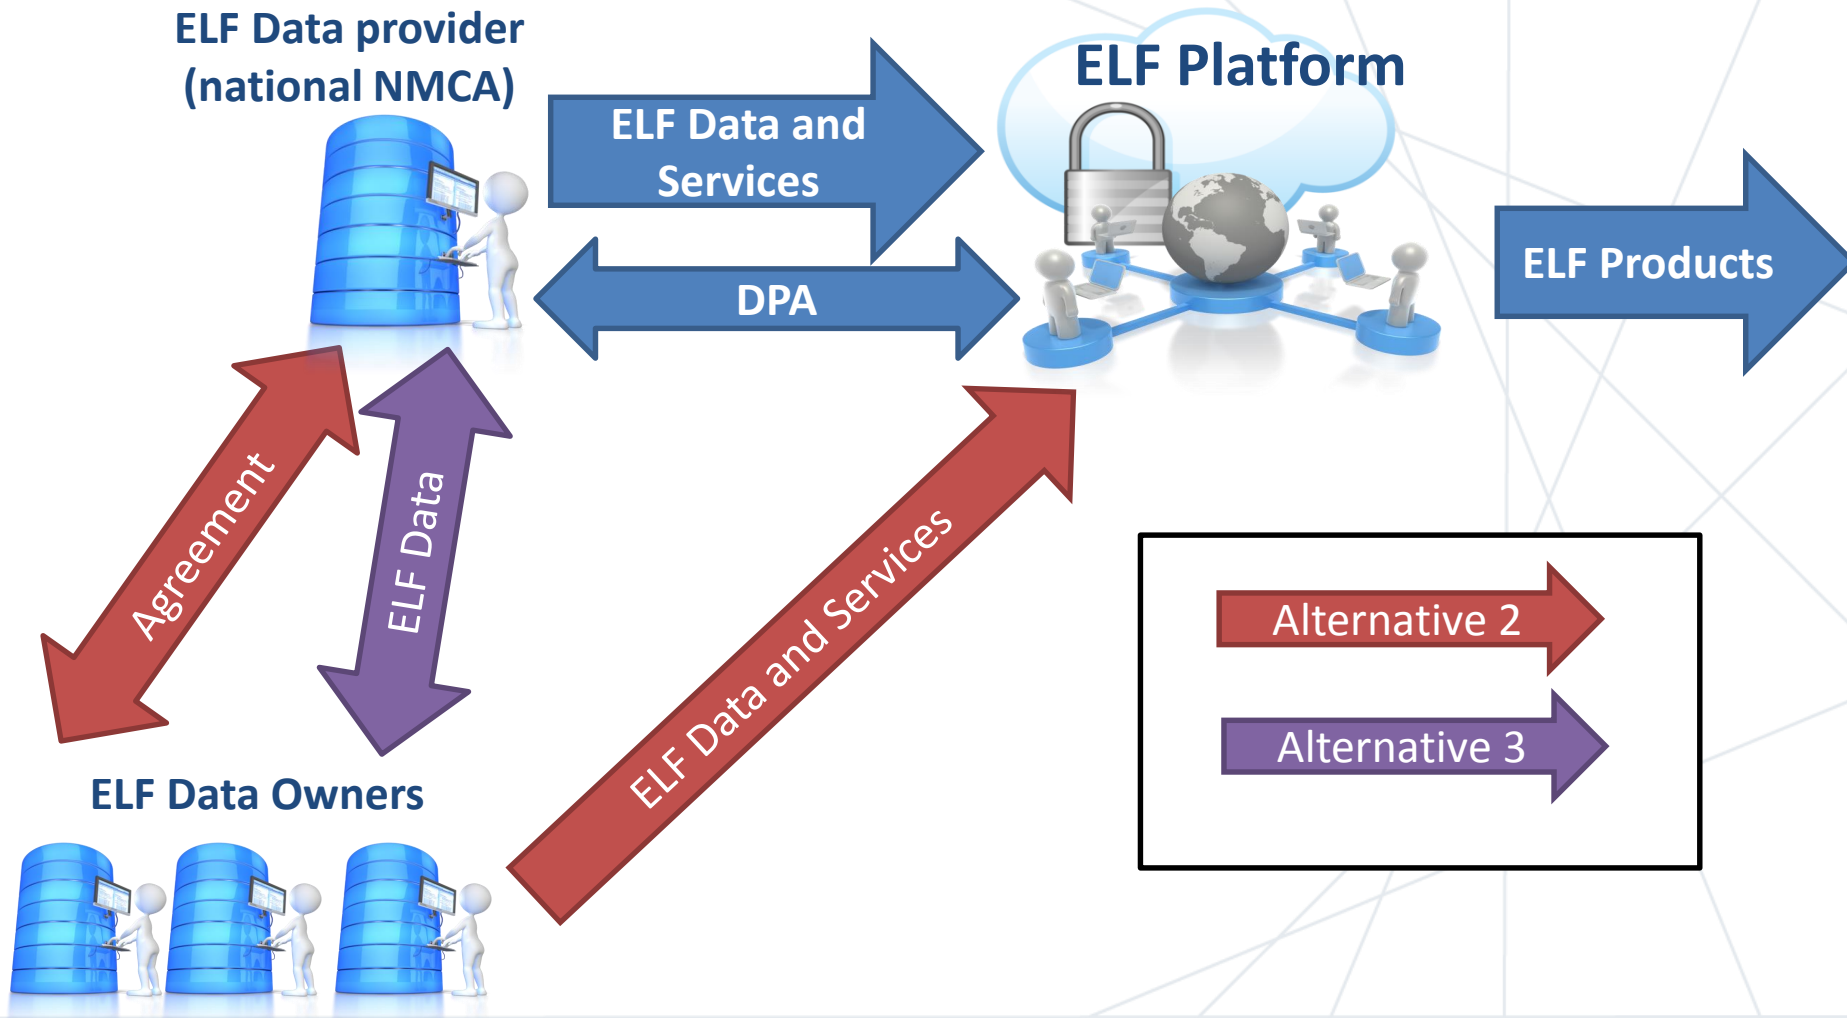 ELF Data provider
(national NMCA)
ELF Platform
ELF Data and
Services
DPA
ELF Products
Agreement
ELF Data
ELF Data and Services
Alternative 2
Alternative 3
ELF Data Owners